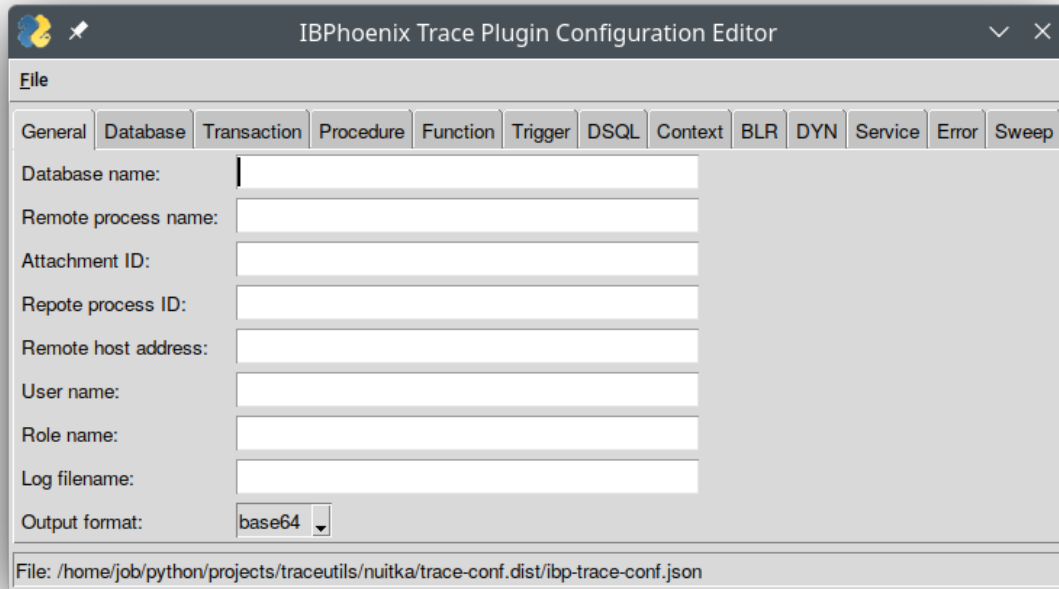 IBPhoenix Trace Plugin Configuration Editor
File
General Database Transaction Procedure Function Trigger DSQL Context BLR DYN Service Error Sweep
Database name:
Remote process name:
Attachment ID:
Repote process ID:
Remote host address:
User name:
Role name:
Log filename:
Output format: base64
File: /home/job/python/projects/traceutils/nuitka/trace-conf.dist/ibp-trace-conf.json